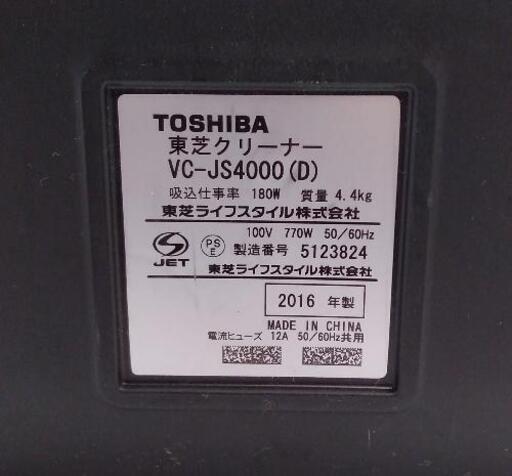 TOSHIBA
東芝クリーナー
VC-JS4000(D)
吸込仕事率 180W 質量 4.4kg
東芝ライフスタイル株式会社
100V 770W 50/60Hz
S JET PS E 製造番号 5123824
東芝ライフスタイル株式会社
2016 年製
MADE IN CHINA
電流ヒューズ 12A 50/60Hz共用